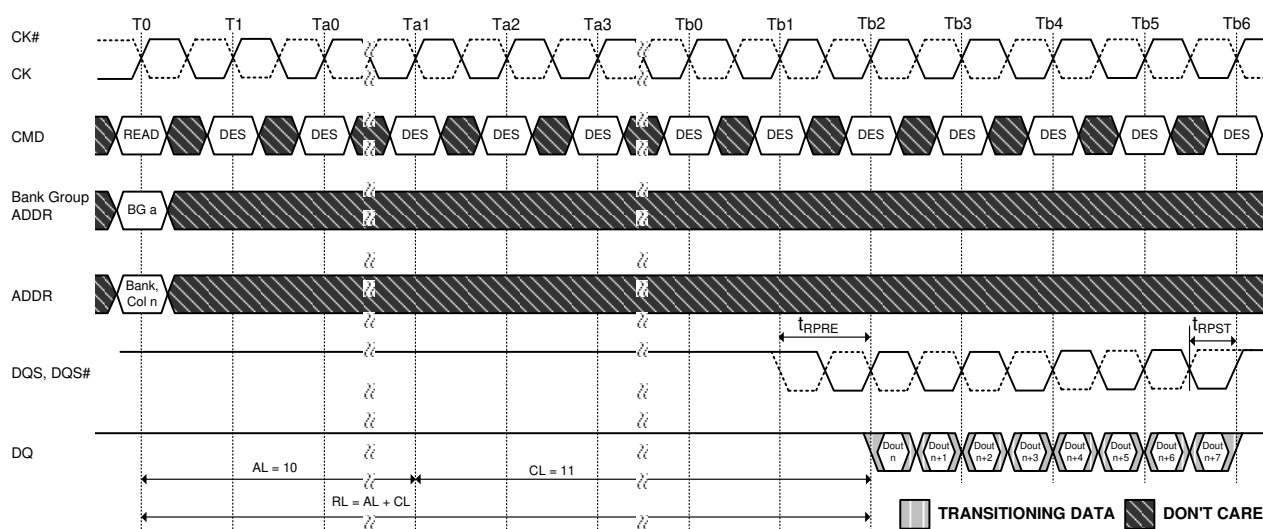 T0 T1 Ta0 Ta1 Ta2 Ta3 Tb0 Tb1 Tb2 Tb3 Tb4 Tb5 Tb6
CK#
CK
CMD
READ DES DES DES DES DES DES DES DES DES DES DES DES
Bank Group
ADDR
BG a
ADDR
Bank,
Col n
tRPRE
tRPST
DQS, DQS#
DQ
Dout Dout Dout Dout Dout Dout Dout Dout
n n+1 n+2 n+3 n+4 n+5 n+6 n+7
AL = 10
CL = 11
RL = AL + CL
TRANSITIONING DATA
DON'T CARE